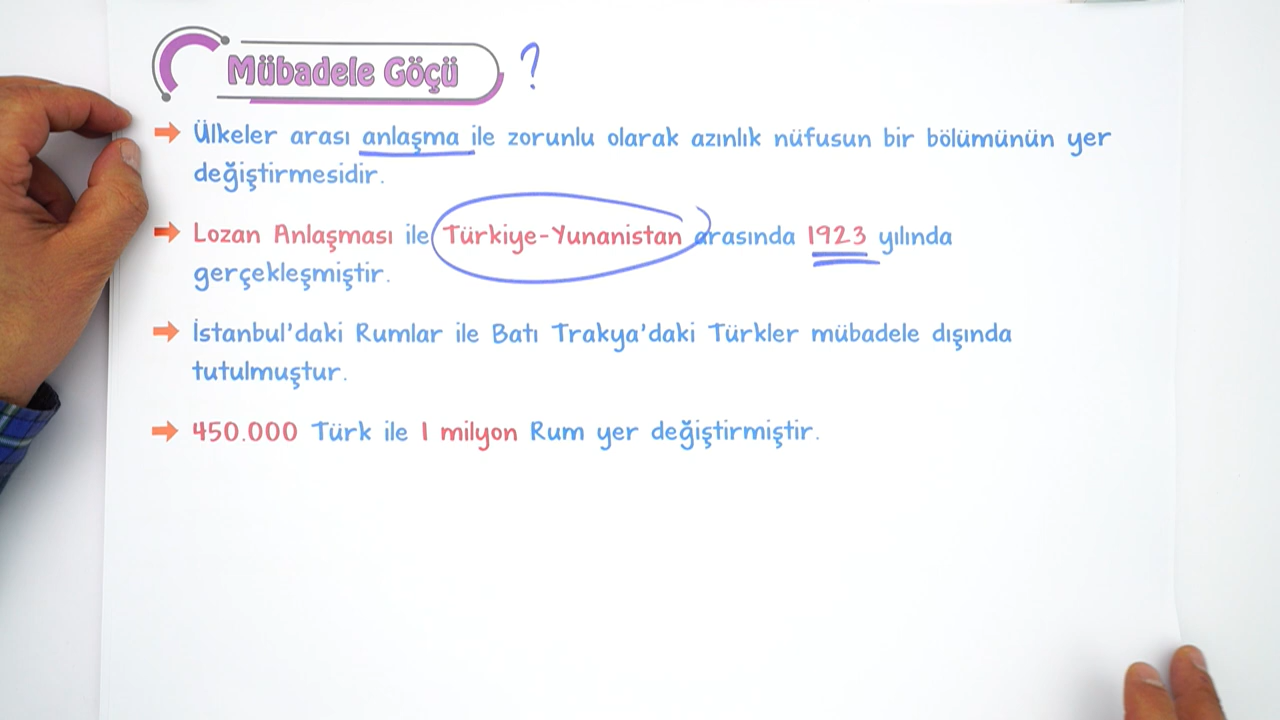 Mübadele Göçü ?
Ülkeler arası anlaşma ile zorunlu olarak azınlık nüfusun bir bölümünün yer
değiştirmesidir.
Lozan Anlaşması ile Türkiye-Yunanistan arasında 1923 yılında
gerçekleşmiştir.
İstanbul'daki Rumlar ile Batı Trakya'daki Türkler mübadele dışında
tutulmuştur.
450.000 Türk ile 1 milyon Rum yer değiştirmiştir.